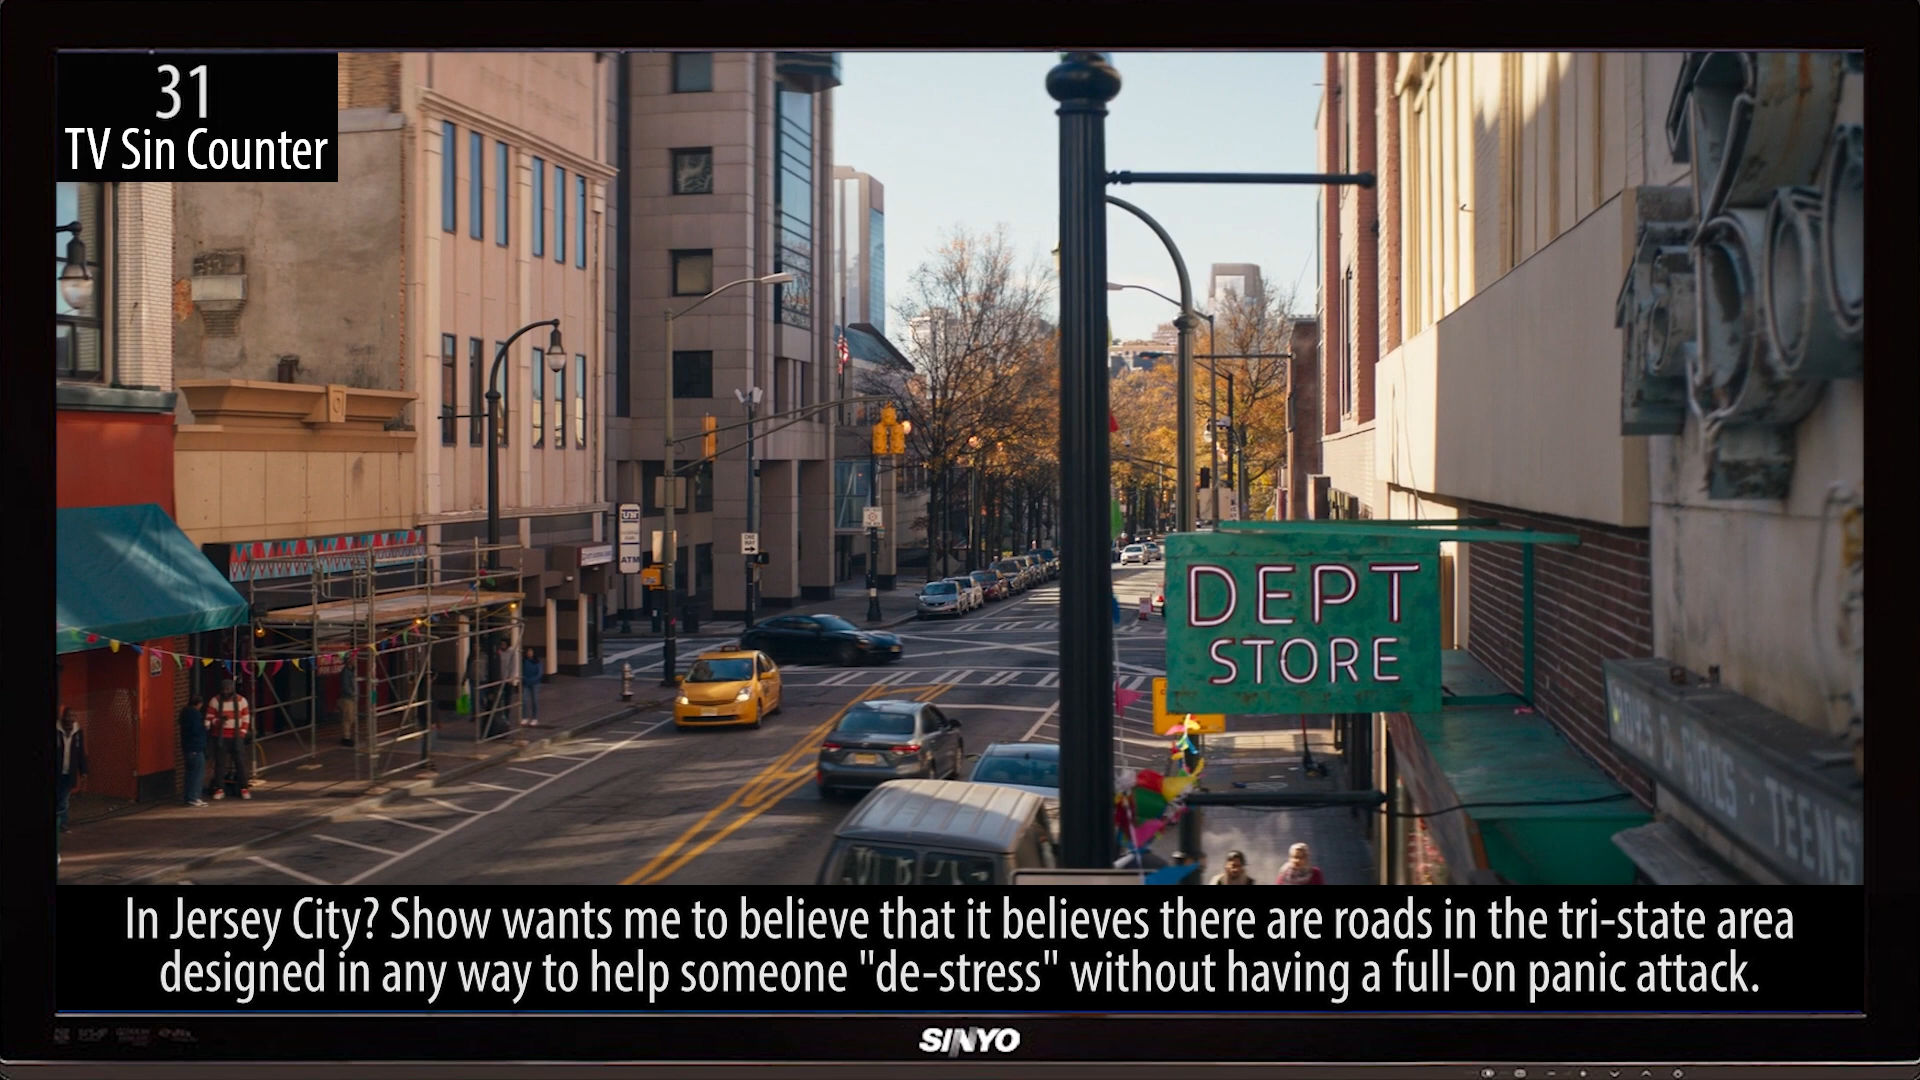 31
TV Sin Counter
ATM
ONE WAY
DEPT
STORE
TEENS
In Jersey City? Show wants me to believe that it believes there are roads in the tri-state area
designed in any way to help someone "de-stress" without having a full-on panic attack.
SINYO